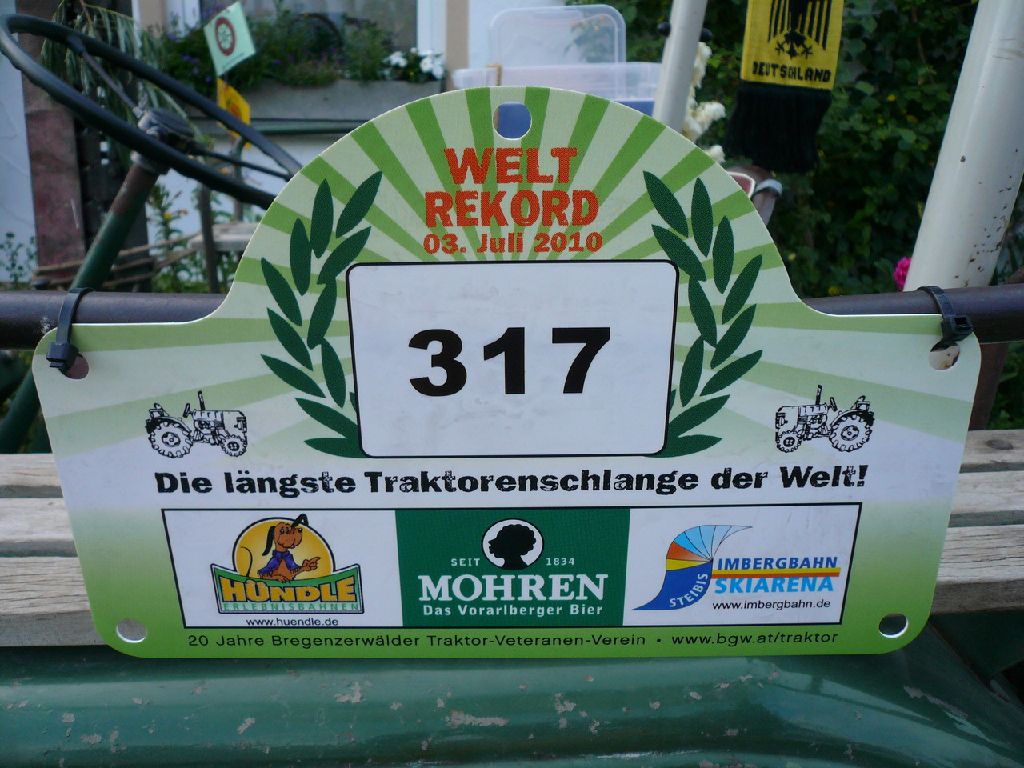 DEUTSCHLAND
WELT
REKORD
03. Juli 2010
317
Die längste Traktorenschlange der Welt!
HÜNDLE
ERLEBNISBAHNEN
www.huendle.de
SEIT 1834
MOHREN
Das Vorarlberger Bier
STEIBIS
IMBERGBAHN
SKIARENA
www.imbergbahn.de
20 Jahre Bregenzerwälder Traktor-Veteranen-Verein • www.bgw.at/traktor